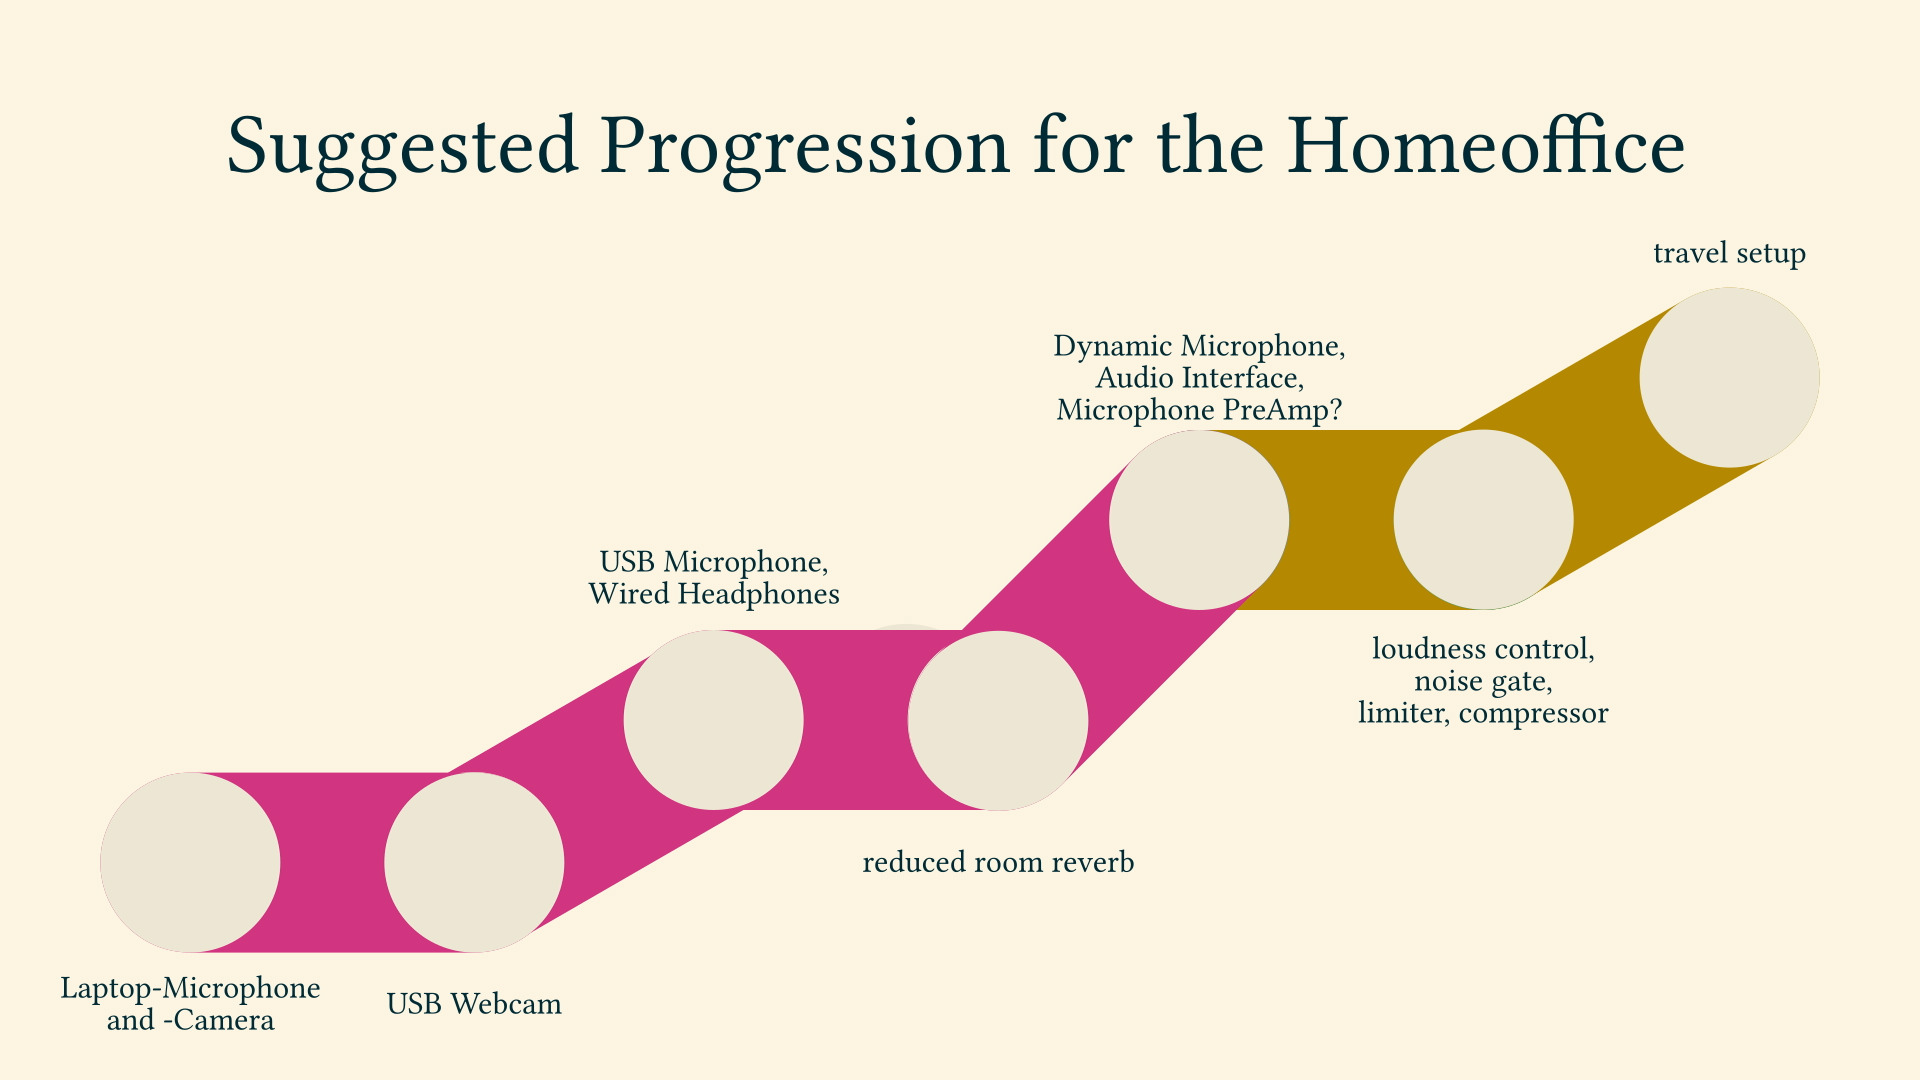 Suggested Progression for the Homeoffice
travel setup
Dynamic Microphone,
Audio Interface,
Microphone PreAmp?
USB Microphone,
Wired Headphones
loudness control,
noise gate,
limiter, compressor
reduced room reverb
Laptop-Microphone
and -Camera
USB Webcam